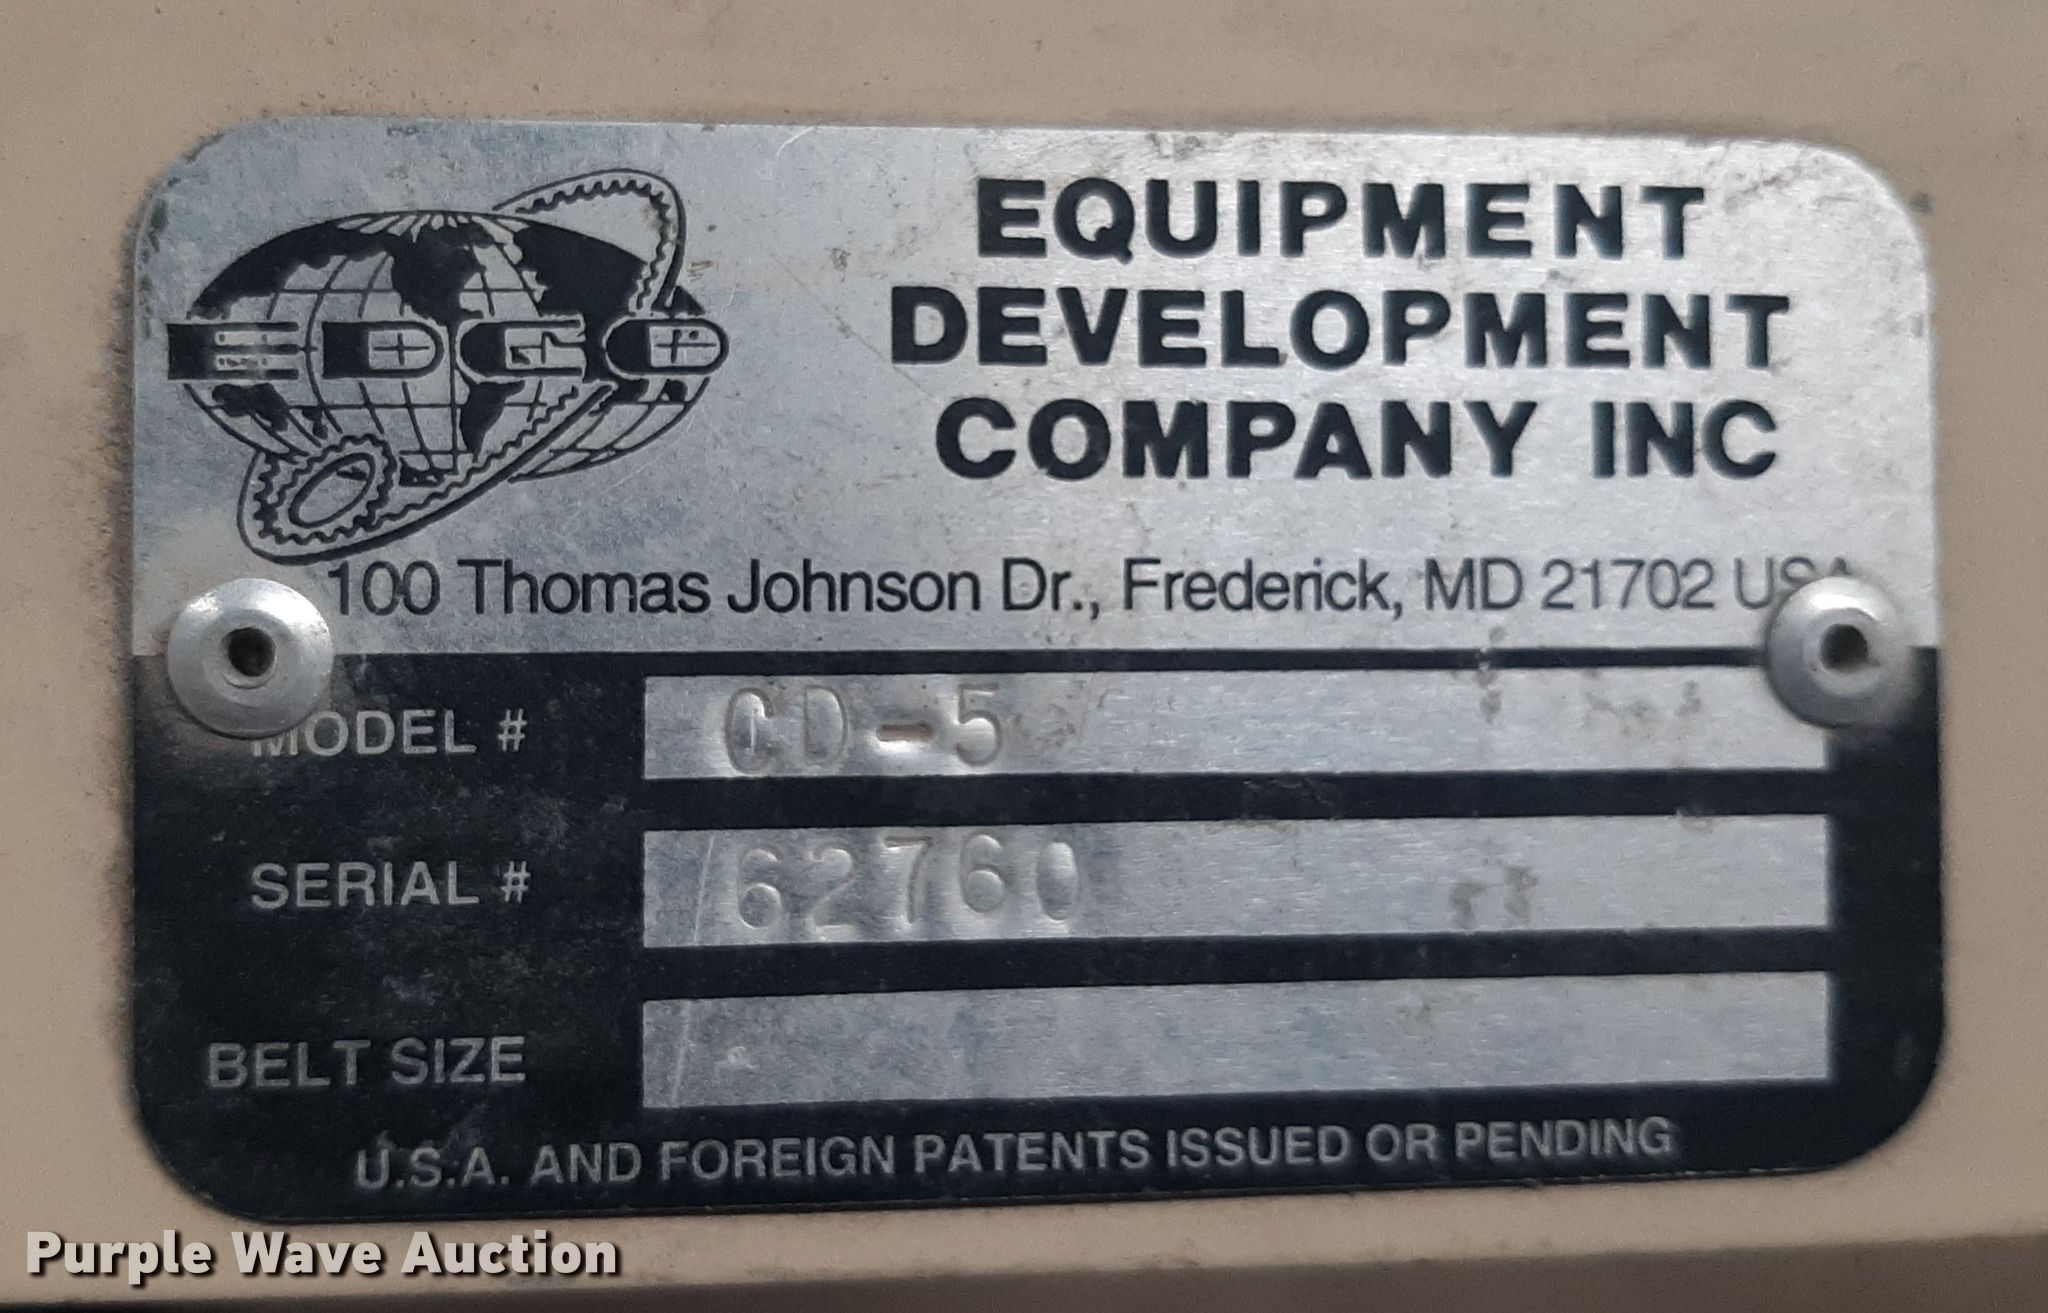 EDCO
EQUIPMENT
DEVELOPMENT
COMPANY INC
100 Thomas Johnson Dr., Frederick, MD 21702 USA
MODEL # CD-5
SERIAL # 62760
BELT SIZE
U.S.A. AND FOREIGN PATENTS ISSUED OR PENDING
Purple Wave Auction